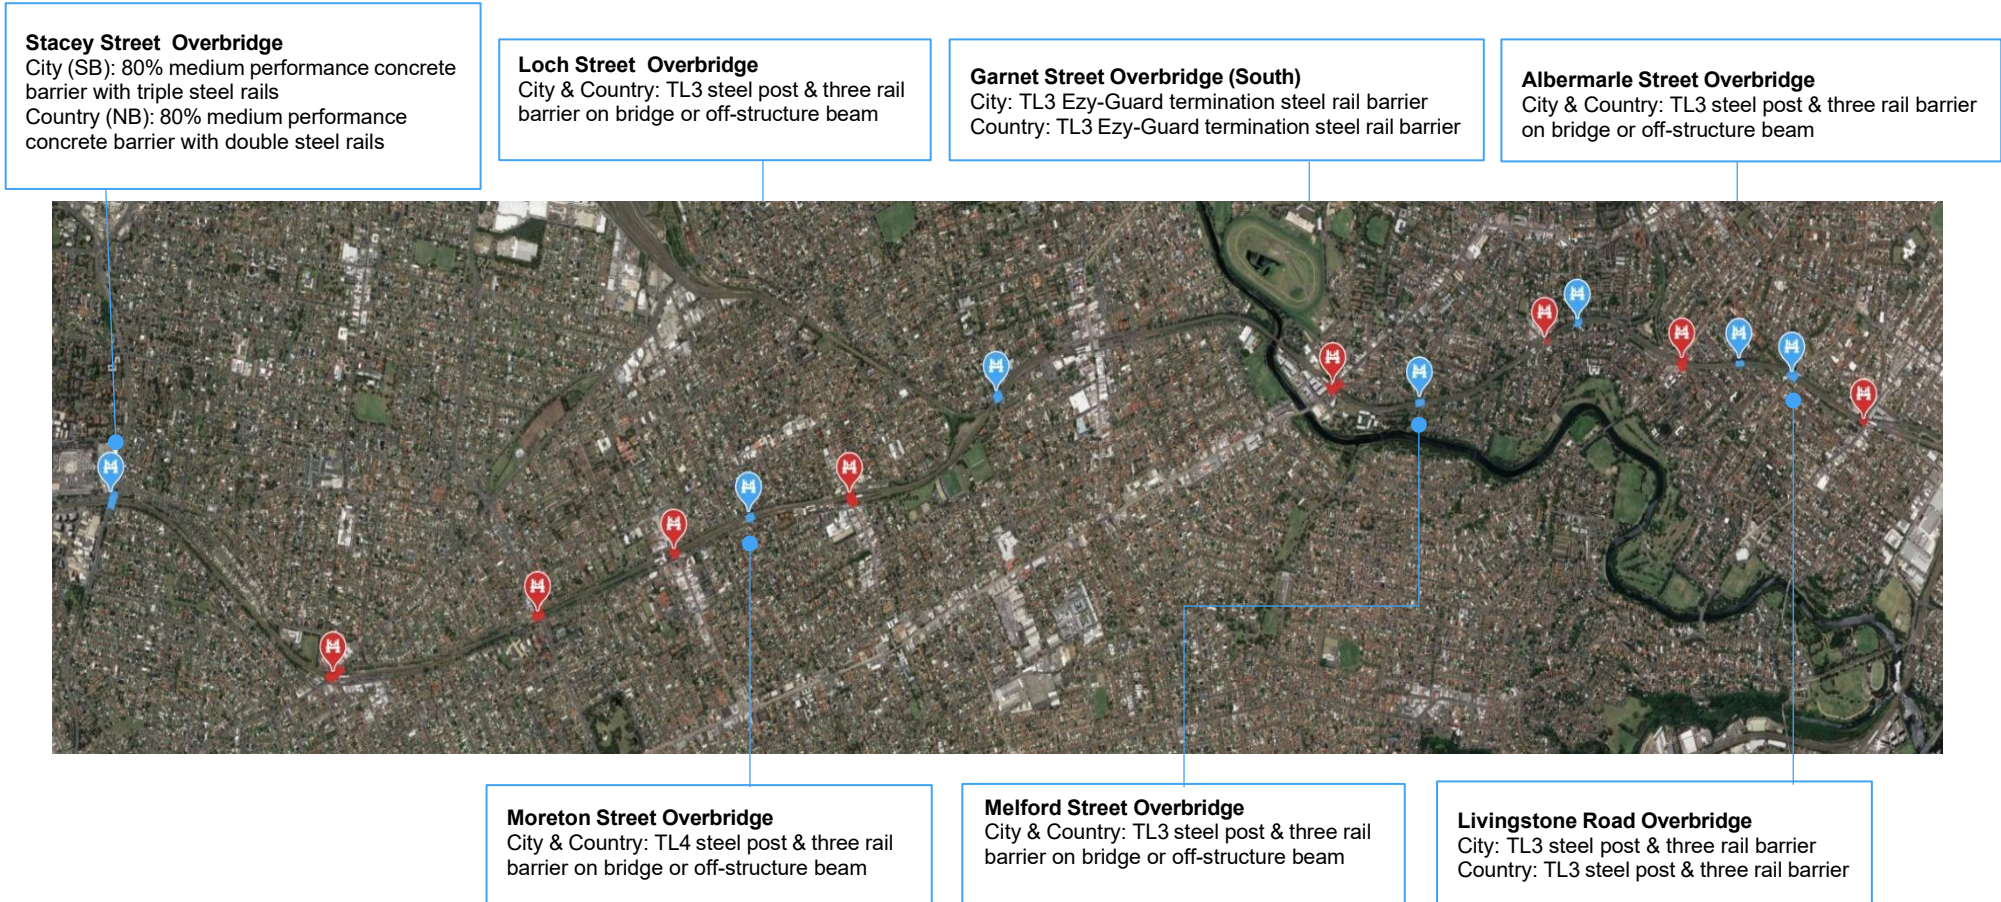 Stacey Street  Overbridge
City (SB): 80% medium performance concrete
barrier with triple steel rails
Country (NB): 80% medium performance
concrete barrier with double steel rails
Loch Street  Overbridge
City & Country: TL3 steel post & three rail
barrier on bridge or off-structure beam
Garnet Street Overbridge (South)
City: TL3 Ezy-Guard termination steel rail barrier
Country: TL3 Ezy-Guard termination steel rail barrier
Albermarle Street Overbridge
City & Country: TL3 steel post & three rail barrier
on bridge or off-structure beam
Moreton Street Overbridge
City & Country: TL4 steel post & three rail
barrier on bridge or off-structure beam
Melford Street Overbridge
City & Country: TL3 steel post & three rail
barrier on bridge or off-structure beam
Livingstone Road Overbridge
City: TL3 steel post & three rail barrier
Country: TL3 steel post & three rail barrier